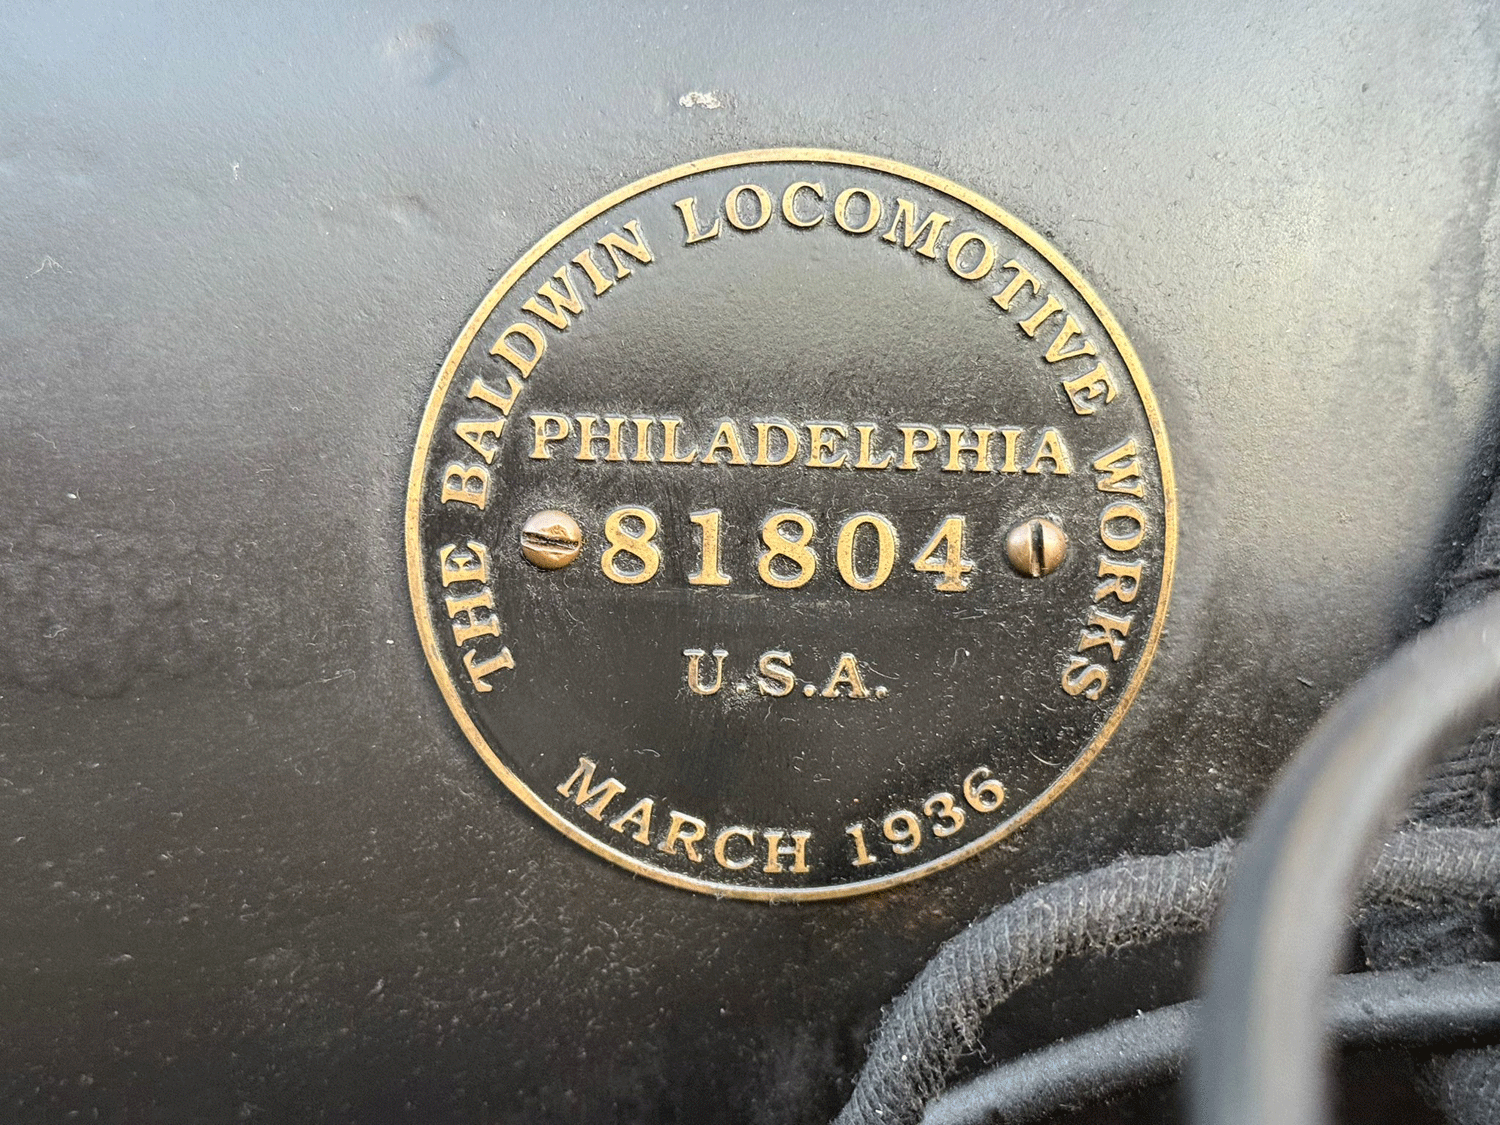 THE BALDWIN LOCOMOTIVE WORKS
PHILADELPHIA
81804
U.S.A.
MARCH 1936